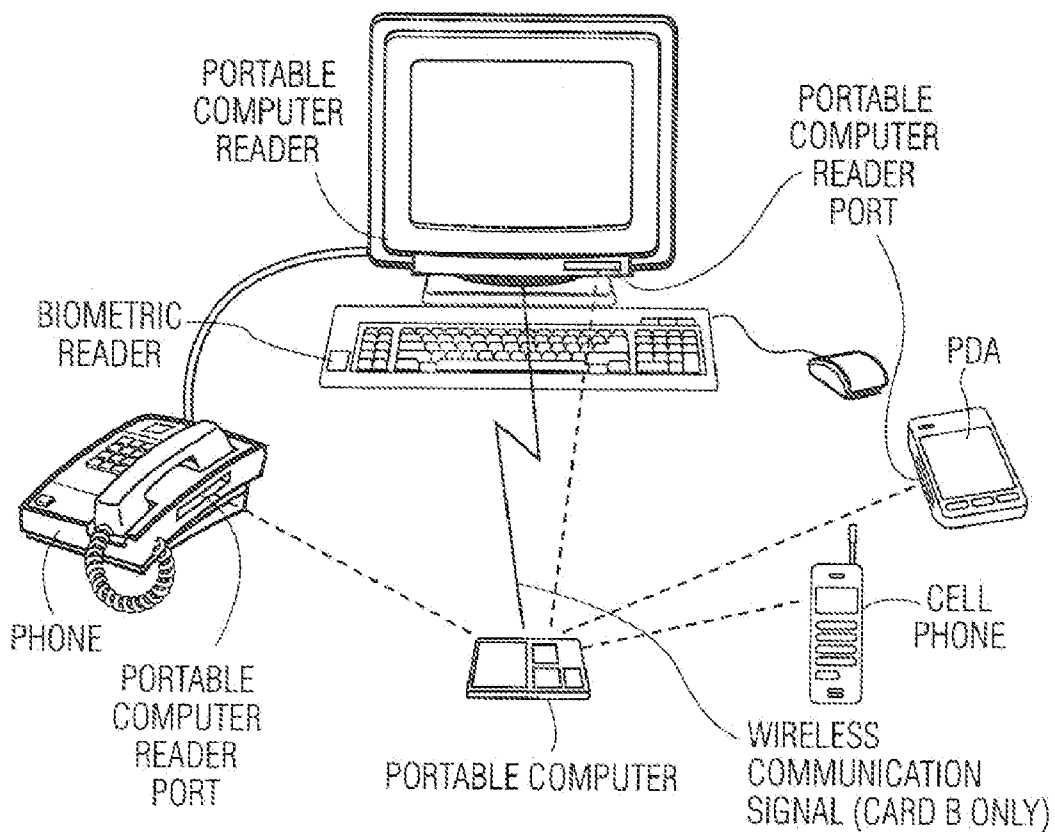 PORTABLE
COMPUTER
READER
PORTABLE
COMPUTER
READER
PORT
BIOMETRIC
READER
PDA
PHONE
CELL
PHONE
PORTABLE
COMPUTER
READER
PORT
PORTABLE COMPUTER
WIRELESS
COMMUNICATION
SIGNAL (CARD B ONLY)